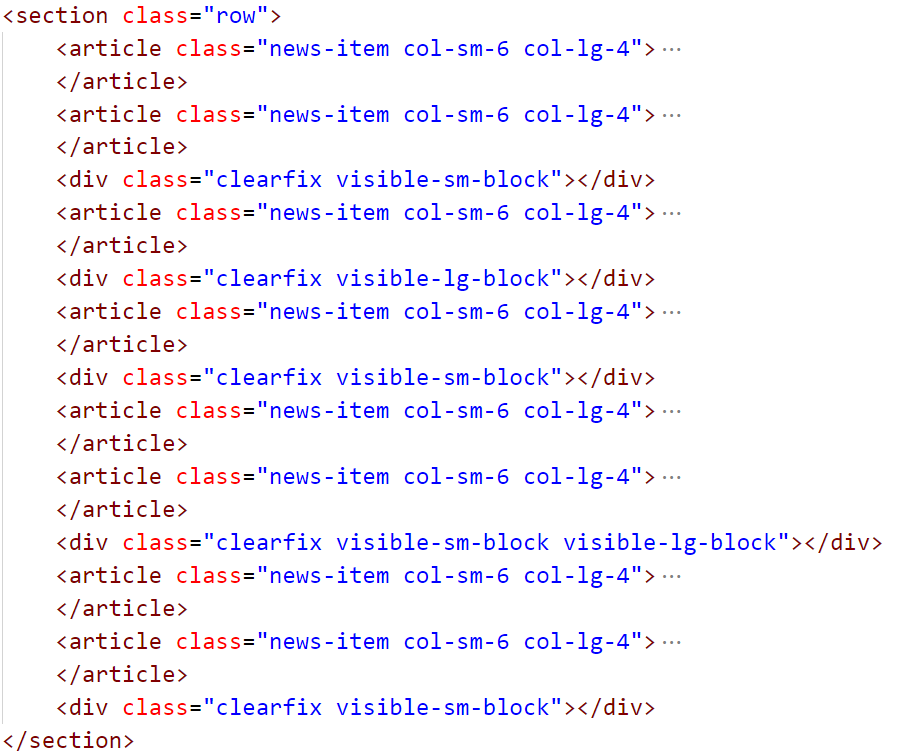 <section class="row">
<article class="news-item col-sm-6 col-lg-4">···
</article>
<article class="news-item col-sm-6 col-lg-4">···
</article>
<div class="clearfix visible-sm-block"></div>
<article class="news-item col-sm-6 col-lg-4">···
</article>
<div class="clearfix visible-lg-block"></div>
<article class="news-item col-sm-6 col-lg-4">···
</article>
<div class="clearfix visible-sm-block"></div>
<article class="news-item col-sm-6 col-lg-4">···
</article>
<article class="news-item col-sm-6 col-lg-4">···
</article>
<div class="clearfix visible-sm-block visible-lg-block"></div>
<article class="news-item col-sm-6 col-lg-4">···
</article>
<article class="news-item col-sm-6 col-lg-4">···
</article>
<div class="clearfix visible-sm-block"></div>
</section>